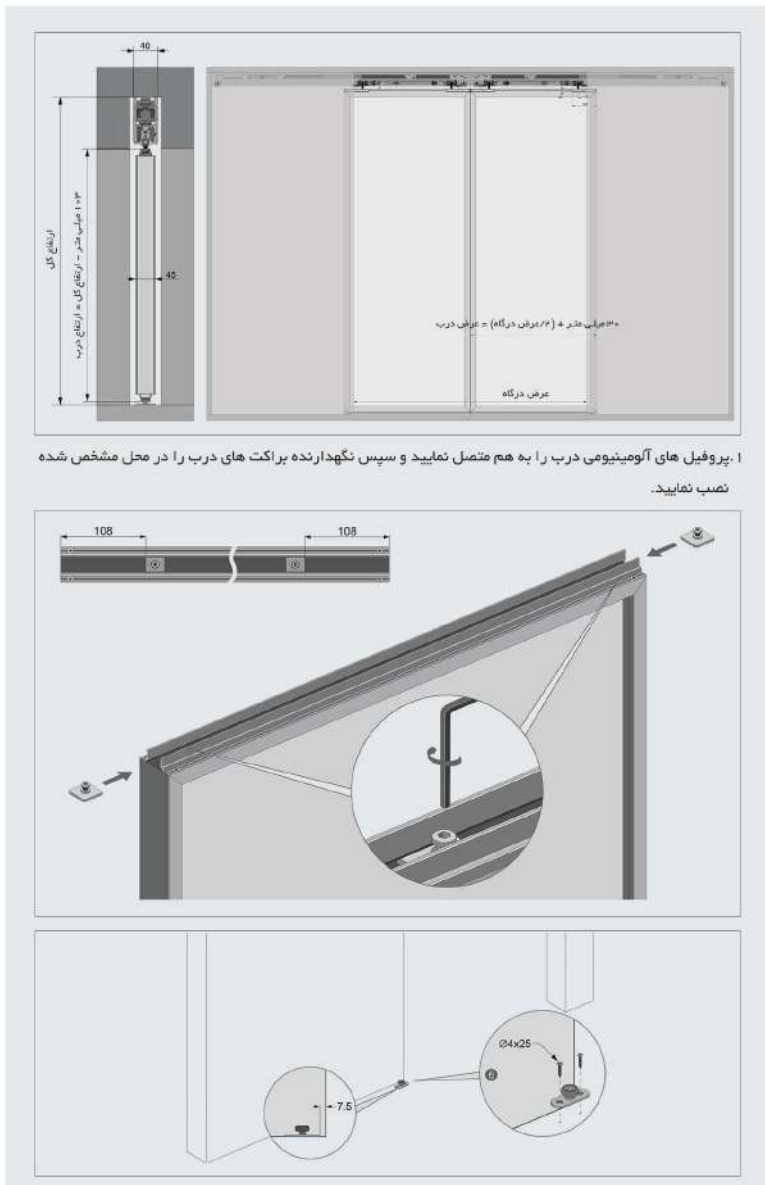 40
ارتفاع کل
۱۰۳ میلی متر – ارتفاع کل = ارتفاع درب
45
۳۰ میلی متر + (۲/عرض درگاه) = عرض درب
عرض درگاه
۱.پروفیل های آلومینیومی درب را به هم متصل نمایید و سپس نگهدارنده براکت های درب را در محل مشخص شده
نصب نمایید.
108
108
Ø4x25
7.5